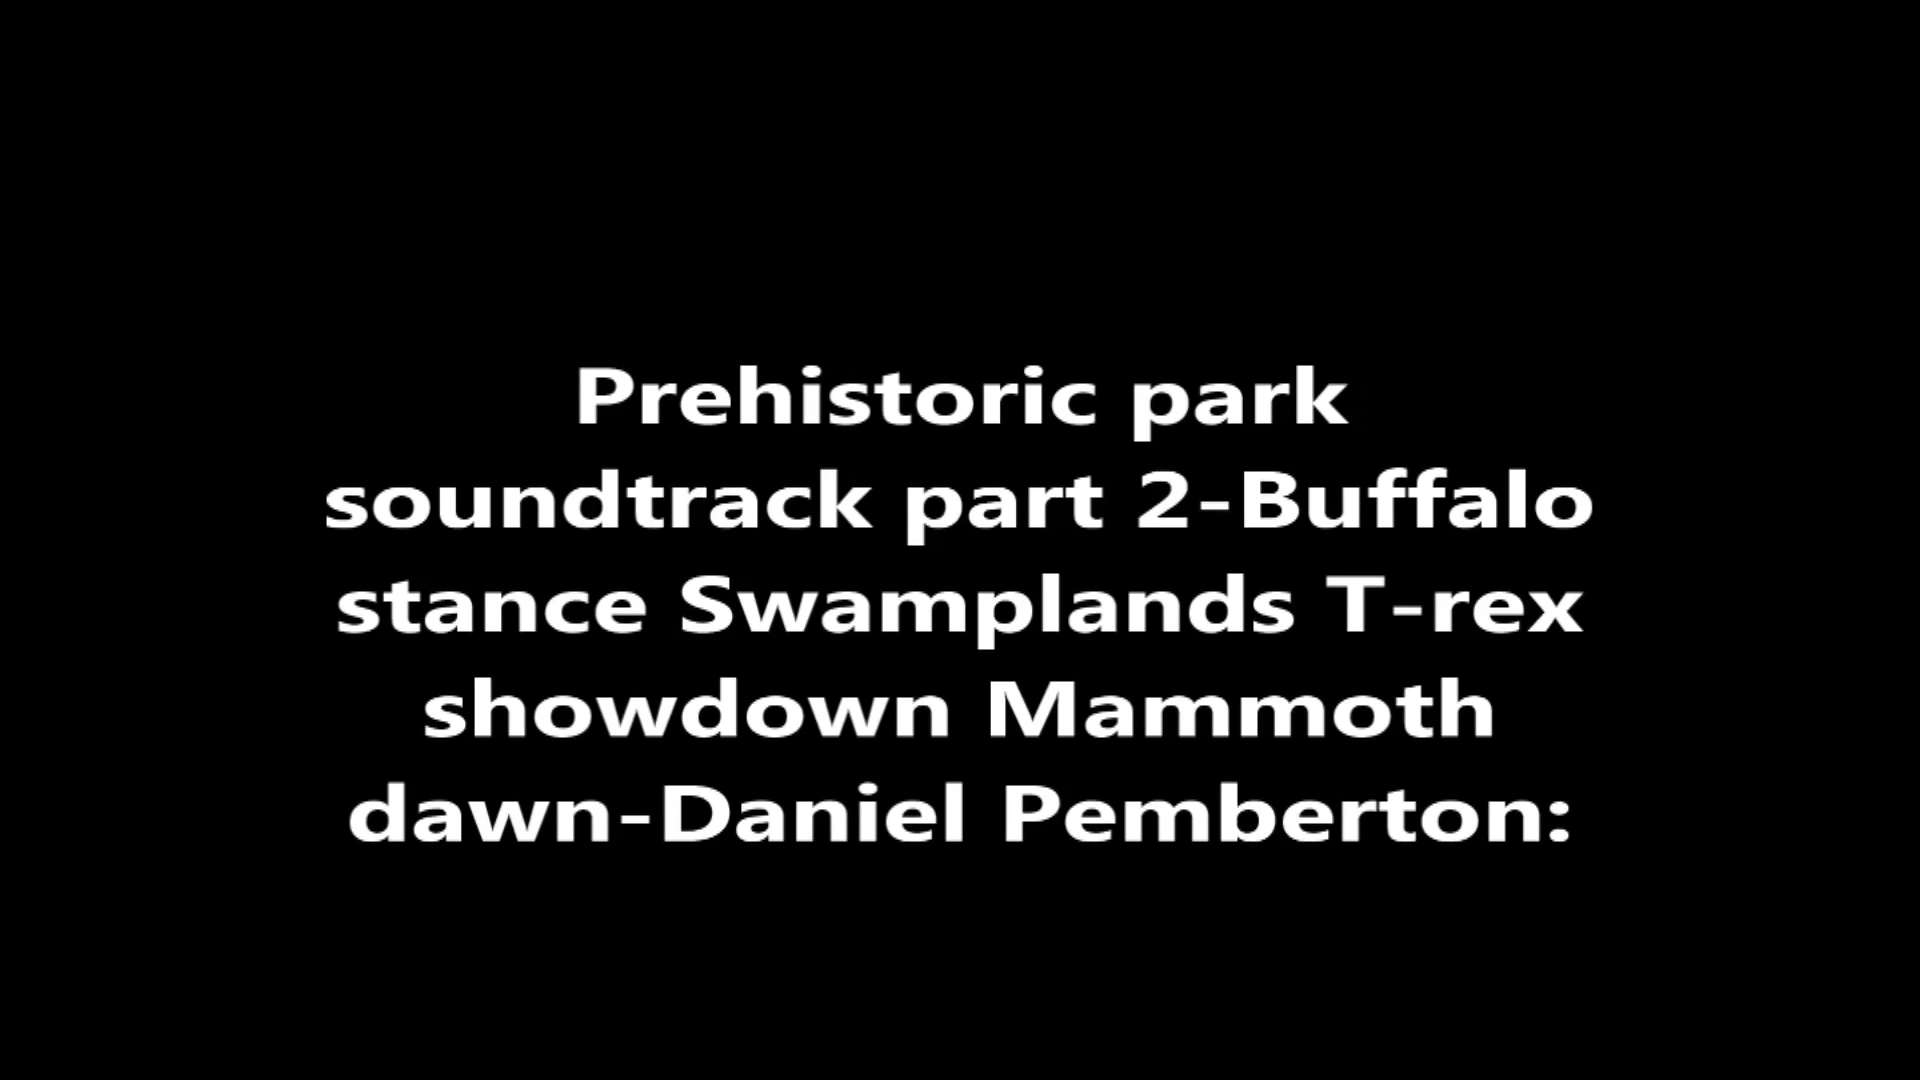 Prehistoric park
soundtrack part 2-Buffalo
stance Swamplands T-rex
showdown Mammoth
dawn-Daniel Pemberton: